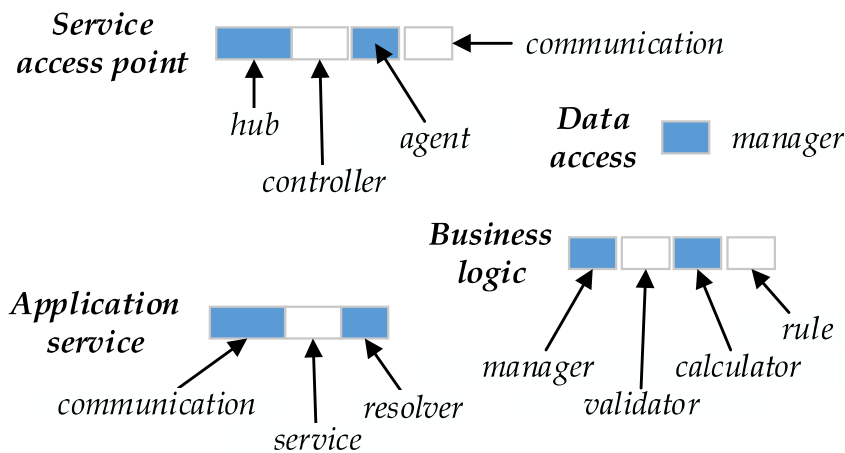 Service
access point
communication
hub
agent
controller
Data
access
manager
Business
logic
rule
manager
calculator
validator
Application
service
communication
resolver
service